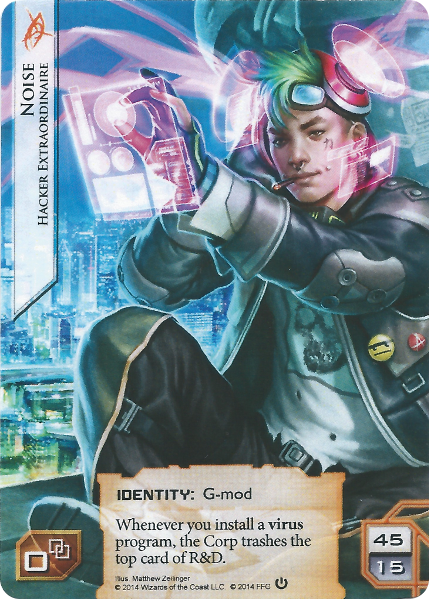 NOISE
HACKER EXTRAORDINAIRE
IDENTITY: G-mod
Whenever you install a virus
program, the Corp trashes the
top card of R&D.
Illus. Matthew Zeilinger
© 2014 Wizards of the Coast LLC. © 2014 FFG
0
45
15